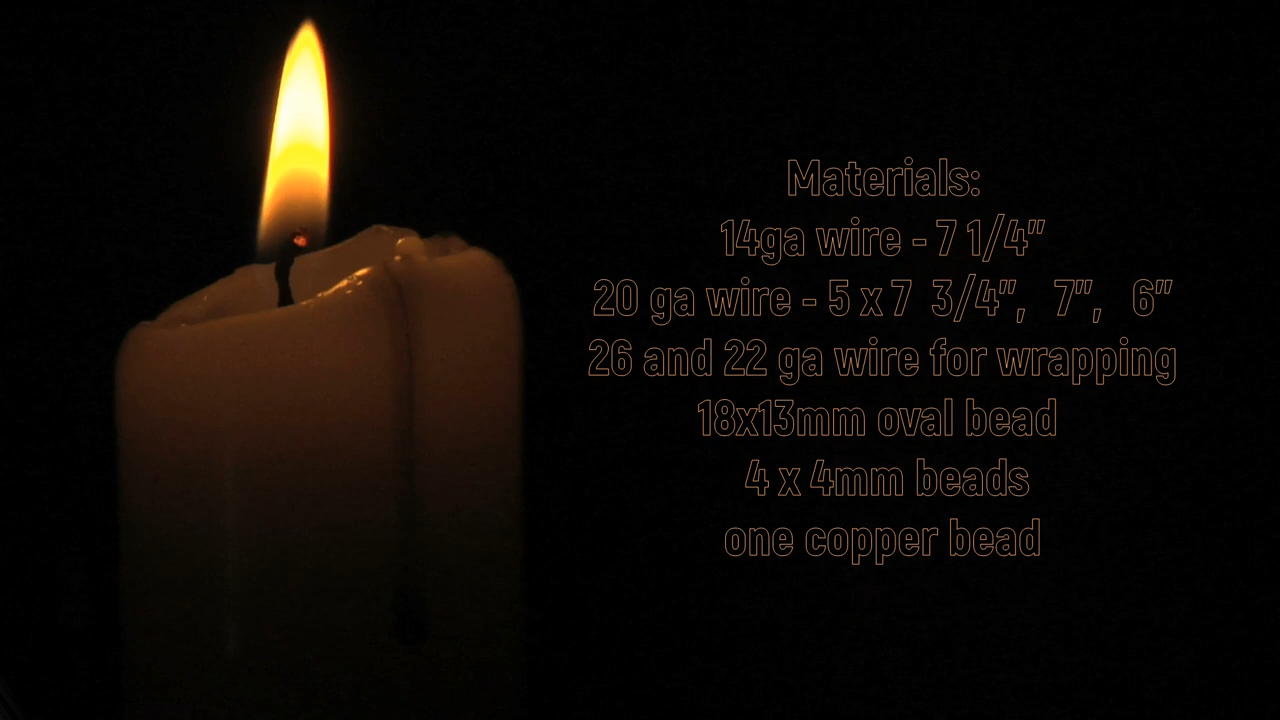 Materials:
14ga wire - 7 1/4"
20 ga wire - 5 x 7 3/4", 7", 6"
26 and 22 ga wire for wrapping
18x13mm oval bead
4 x 4mm beads
one copper bead